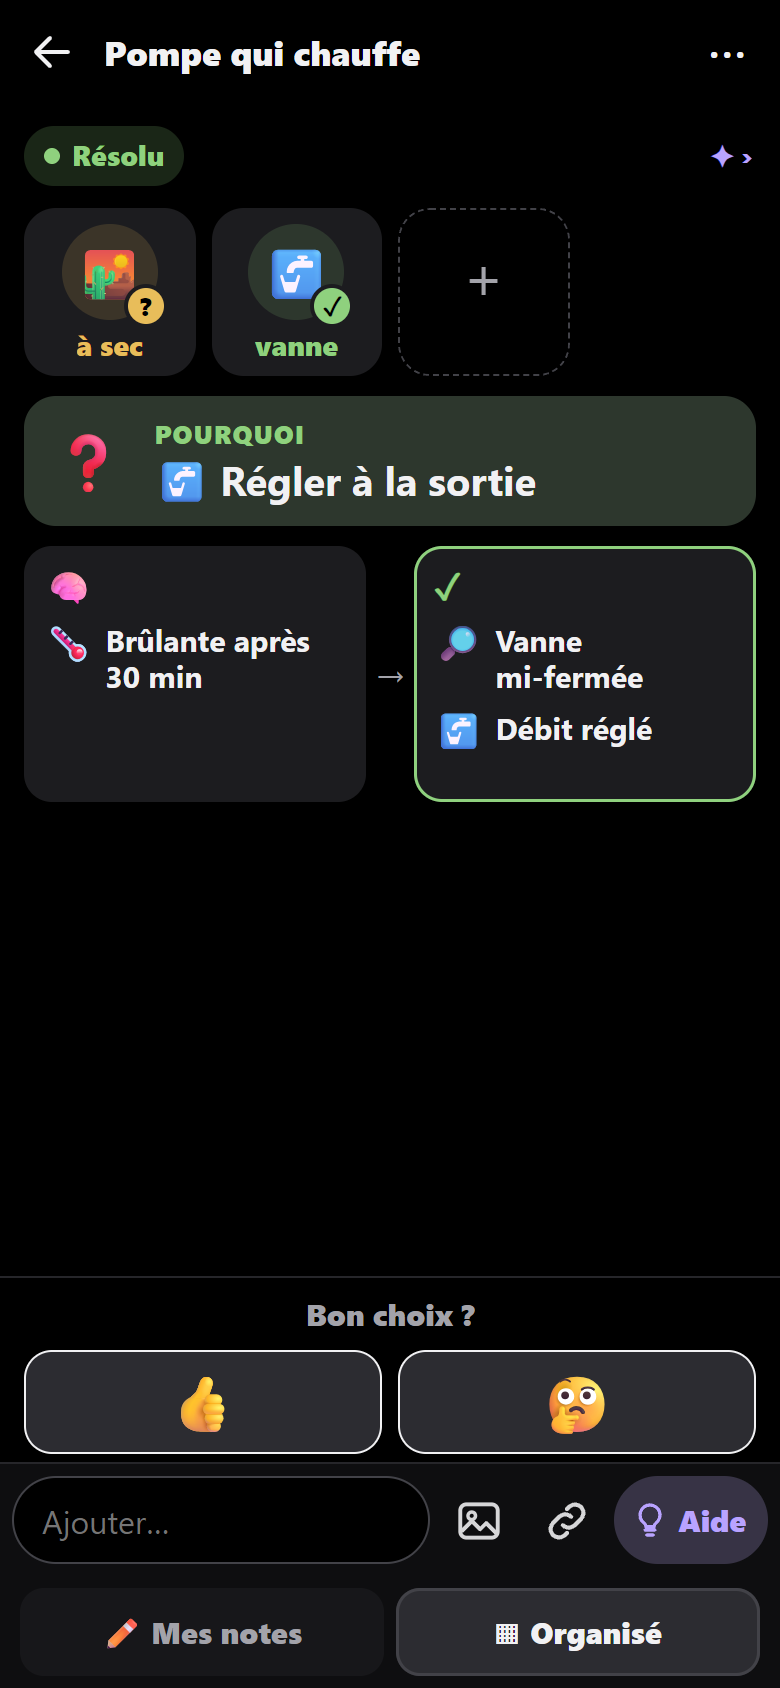 Pompe qui chauffe
Résolu
à sec
vanne
POURQUOI
Régler à la sortie
Brûlante après
30 min
Vanne
mi-fermée
Débit réglé
Bon choix ?
Ajouter...
Aide
Mes notes
Organisé